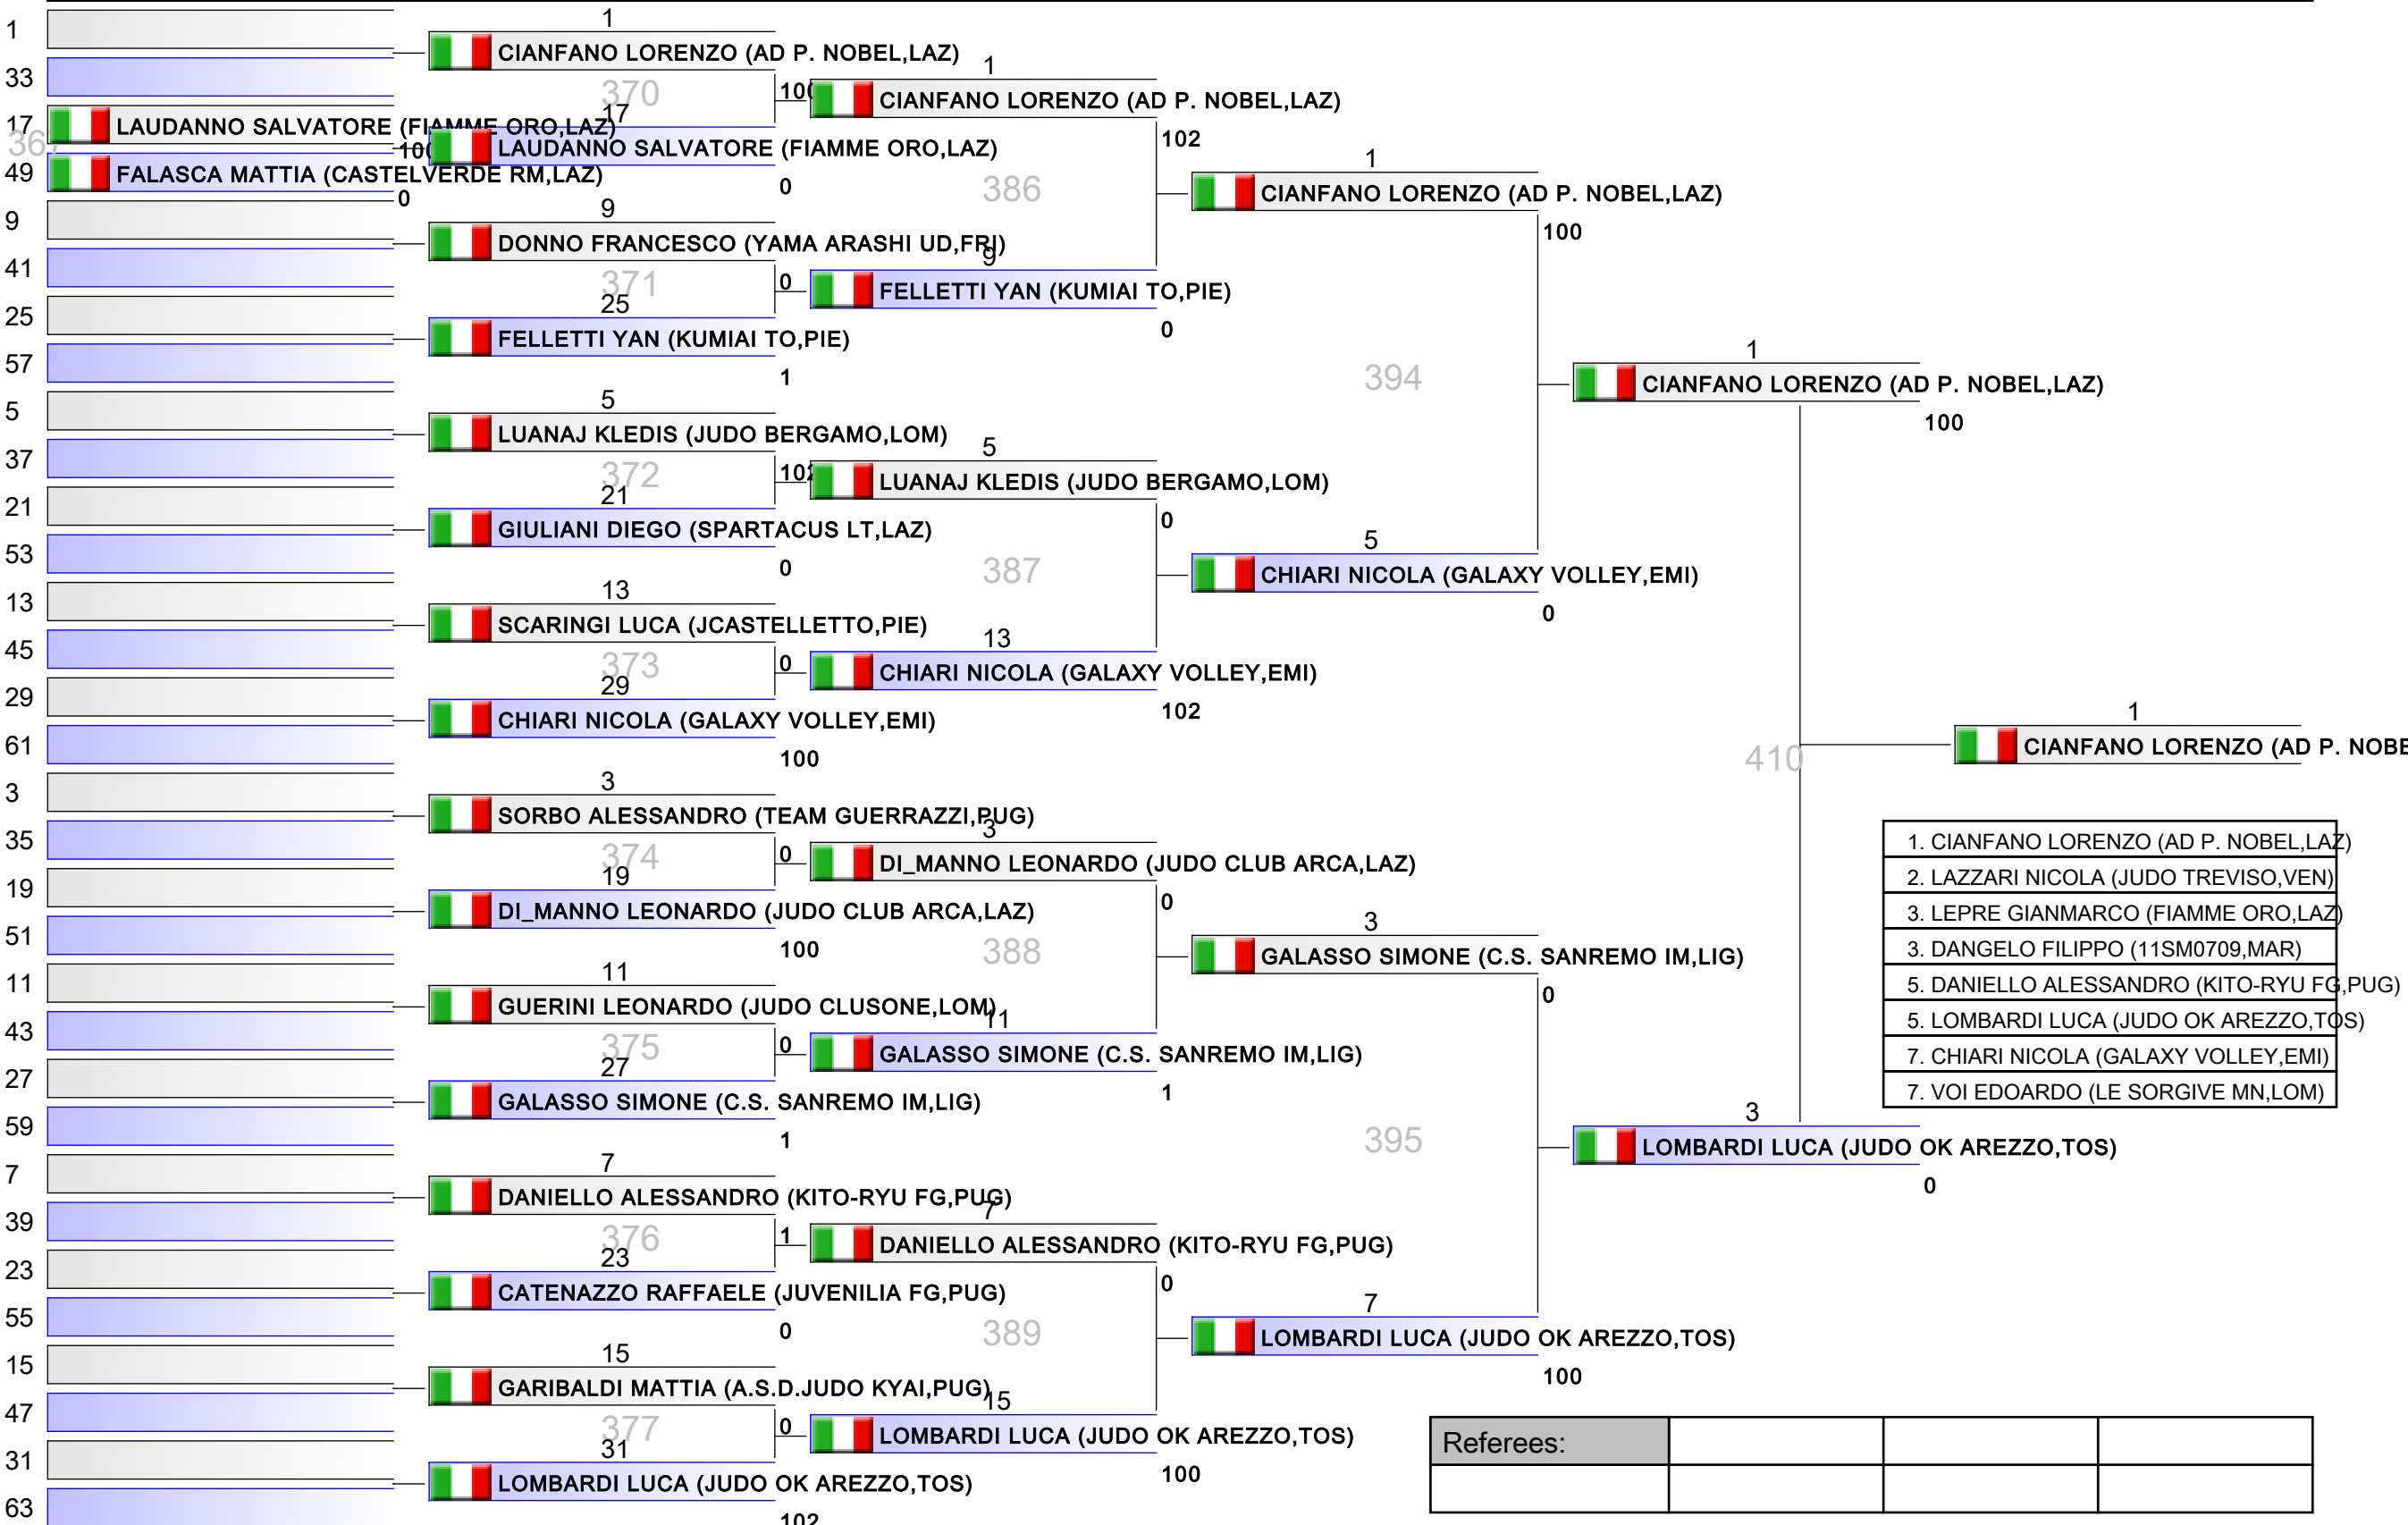 1
33
17
367
49
9
41
25
57
5
37
21
53
13
45
29
61
3
35
19
51
11
43
27
59
7
39
23
55
15
47
31
63
LAUDANNO SALVATORE (FIAMME ORO,LAZ)
100
FALASCA MATTIA (CASTELVERDE RM,LAZ)
0
1
CIANFANO LORENZO (AD P. NOBEL,LAZ)
370
100
17
LAUDANNO SALVATORE (FIAMME ORO,LAZ)
0
9
DONNO FRANCESCO (YAMA ARASHI UD,FRI)
371
0
25
FELLETTI YAN (KUMIAI TO,PIE)
1
5
LUANAJ KLEDIS (JUDO BERGAMO,LOM)
372
102
21
GIULIANI DIEGO (SPARTACUS LT,LAZ)
0
13
SCARINGI LUCA (JCASTELLETTO,PIE)
373
0
29
CHIARI NICOLA (GALAXY VOLLEY,EMI)
100
3
SORBO ALESSANDRO (TEAM GUERRAZZI,PUG)
374
0
19
DI_MANNO LEONARDO (JUDO CLUB ARCA,LAZ)
100
11
GUERINI LEONARDO (JUDO CLUSONE,LOM)
375
0
27
GALASSO SIMONE (C.S. SANREMO IM,LIG)
1
7
DANIELLO ALESSANDRO (KITO-RYU FG,PUG)
376
1
23
CATENAZZO RAFFAELE (JUVENILIA FG,PUG)
0
15
GARIBALDI MATTIA (A.S.D.JUDO KYAI,PUG)
377
0
31
LOMBARDI LUCA (JUDO OK AREZZO,TOS)
102
1
CIANFANO LORENZO (AD P. NOBEL,LAZ)
102
386
9
FELLETTI YAN (KUMIAI TO,PIE)
0
5
LUANAJ KLEDIS (JUDO BERGAMO,LOM)
0
387
13
CHIARI NICOLA (GALAXY VOLLEY,EMI)
102
3
DI_MANNO LEONARDO (JUDO CLUB ARCA,LAZ)
0
388
11
GALASSO SIMONE (C.S. SANREMO IM,LIG)
1
7
DANIELLO ALESSANDRO (KITO-RYU FG,PUG)
0
389
15
LOMBARDI LUCA (JUDO OK AREZZO,TOS)
100
1
CIANFANO LORENZO (AD P. NOBEL,LAZ)
100
394
5
CHIARI NICOLA (GALAXY VOLLEY,EMI)
0
3
GALASSO SIMONE (C.S. SANREMO IM,LIG)
0
395
7
LOMBARDI LUCA (JUDO OK AREZZO,TOS)
100
1
CIANFANO LORENZO (AD P. NOBEL,LAZ)
100
410
3
LOMBARDI LUCA (JUDO OK AREZZO,TOS)
0
1
CIANFANO LORENZO (AD P. NOBE
1. CIANFANO LORENZO (AD P. NOBEL,LAZ)
2. LAZZARI NICOLA (JUDO TREVISO,VEN)
3. LEPRE GIANMARCO (FIAMME ORO,LAZ)
3. DANGELO FILIPPO (11SM0709,MAR)
5. DANIELLO ALESSANDRO (KITO-RYU FG,PUG)
5. LOMBARDI LUCA (JUDO OK AREZZO,TOS)
7. CHIARI NICOLA (GALAXY VOLLEY,EMI)
7. VOI EDOARDO (LE SORGIVE MN,LOM)
Referees: